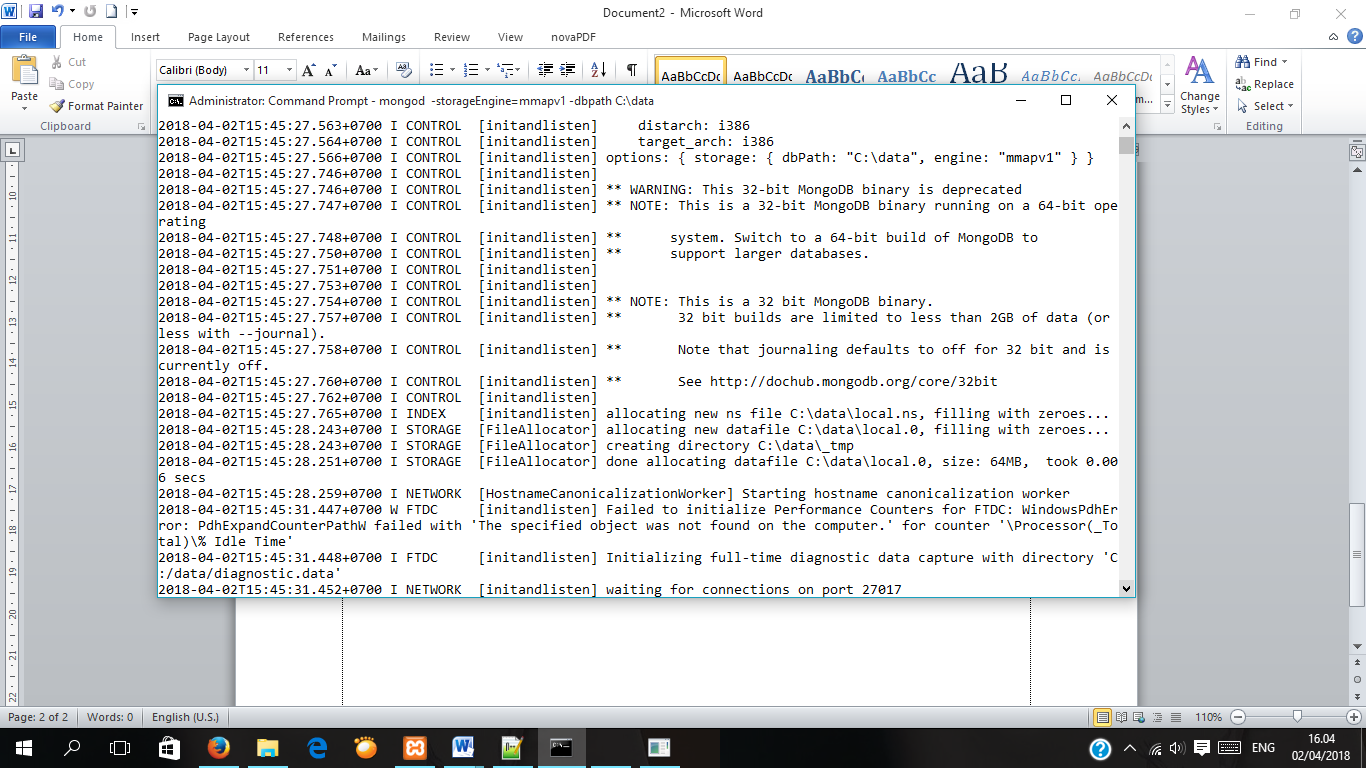 Document2 - Microsoft Word
File Home Insert Page Layout References Mailings Review View novaPDF
Paste
Cut
Copy
Format Painter
Clipboard
Calibri (Body) 11
AaBbCcDc AaBbCcDc AaBbC AaBbCc AaB AaBbCc. AaBbCcDc
Change
Styles
Find
Replace
Select
Editing
Administrator: Command Prompt - mongod -storageEngine=mmapv1 -dbpath C:\data
2018-04-02T15:45:27.563+0700 I CONTROL [initandlisten] distarch: i386
2018-04-02T15:45:27.564+0700 I CONTROL [initandlisten] target_arch: i386
2018-04-02T15:45:27.566+0700 I CONTROL [initandlisten] options: { storage: { dbPath: "C:\data", engine: "mmapv1" } }
2018-04-02T15:45:27.746+0700 I CONTROL [initandlisten]
2018-04-02T15:45:27.746+0700 I CONTROL [initandlisten] ** WARNING: This 32-bit MongoDB binary is deprecated
2018-04-02T15:45:27.747+0700 I CONTROL [initandlisten] ** NOTE: This is a 32-bit MongoDB binary running on a 64-bit ope
rating
2018-04-02T15:45:27.748+0700 I CONTROL [initandlisten] ** system. Switch to a 64-bit build of MongoDB to
2018-04-02T15:45:27.750+0700 I CONTROL [initandlisten] ** support larger databases.
2018-04-02T15:45:27.751+0700 I CONTROL [initandlisten]
2018-04-02T15:45:27.753+0700 I CONTROL [initandlisten]
2018-04-02T15:45:27.754+0700 I CONTROL [initandlisten] ** NOTE: This is a 32 bit MongoDB binary.
2018-04-02T15:45:27.757+0700 I CONTROL [initandlisten] ** 32 bit builds are limited to less than 2GB of data (or
less with --journal).
2018-04-02T15:45:27.758+0700 I CONTROL [initandlisten] ** Note that journaling defaults to off for 32 bit and is
currently off.
2018-04-02T15:45:27.760+0700 I CONTROL [initandlisten] ** See http://dochub.mongodb.org/core/32bit
2018-04-02T15:45:27.762+0700 I CONTROL [initandlisten]
2018-04-02T15:45:27.765+0700 I INDEX [initandlisten] allocating new ns file C:\data\local.ns, filling with zeroes...
2018-04-02T15:45:28.243+0700 I STORAGE [FileAllocator] allocating new datafile C:\data\local.0, filling with zeroes...
2018-04-02T15:45:28.243+0700 I STORAGE [FileAllocator] creating directory C:\data\_tmp
2018-04-02T15:45:28.251+0700 I STORAGE [FileAllocator] done allocating datafile C:\data\local.0, size: 64MB, took 0.00
6 secs
2018-04-02T15:45:28.259+0700 I NETWORK [HostnameCanonicalizationWorker] Starting hostname canonicalization worker
2018-04-02T15:45:31.447+0700 W FTDC [initandlisten] Failed to initialize Performance Counters for FTDC: WindowsPdhEr
ror: PdhExpandCounterPathW failed with 'The specified object was not found on the computer.' for counter '\Processor(_To
tal)\% Idle Time'
2018-04-02T15:45:31.448+0700 I FTDC [initandlisten] Initializing full-time diagnostic data capture with directory 'C
:/data/diagnostic.data'
2018-04-02T15:45:31.452+0700 I NETWORK [initandlisten] waiting for connections on port 27017
Page: 2 of 2 Words: 0 English (U.S.) 110%
ENG
16.04
02/04/2018